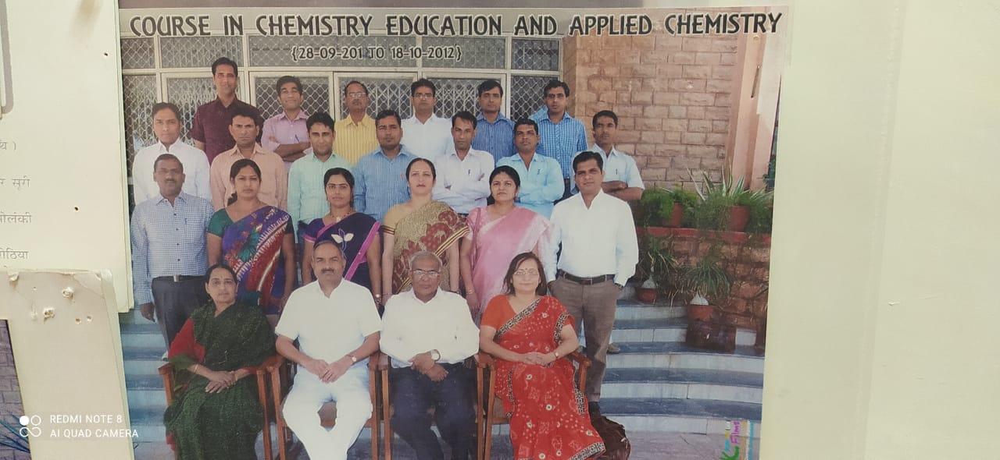 COURSE IN CHEMISTRY EDUCATION AND APPLIED CHEMISTRY
{28-09-201 TO 18-10-2012}
सूरी
REDMI NOTE 8
AI QUAD CAMERA
Films